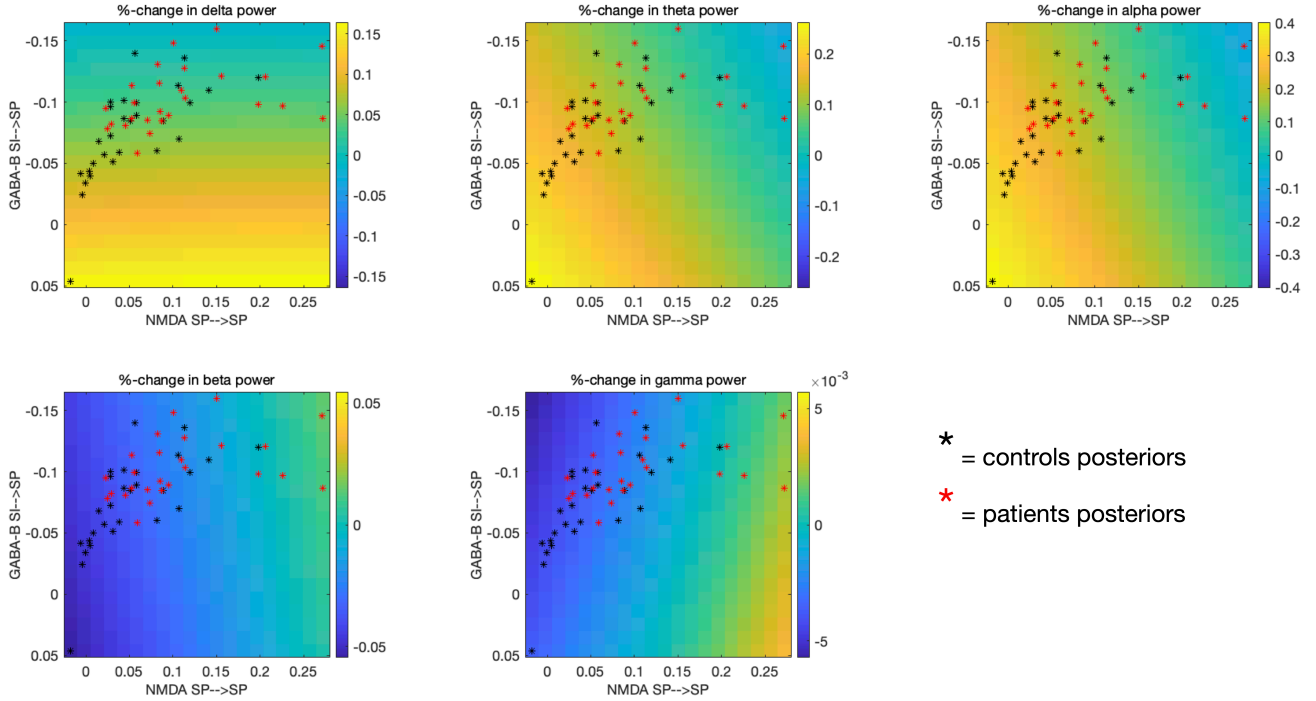 %-change in delta power
-0.15
-0.1
-0.05
0
0.05
GABA-B SI-->SP
0 0.05 0.1 0.15 0.2 0.25
NMDA SP-->SP
0.15
0.1
0.05
0
-0.05
-0.1
-0.15
%-change in theta power
-0.15
-0.1
-0.05
0
0.05
GABA-B SI-->SP
0 0.05 0.1 0.15 0.2 0.25
NMDA SP-->SP
0.2
0.1
0
-0.1
-0.2
%-change in alpha power
-0.15
-0.1
-0.05
0
0.05
GABA-B SI-->SP
0 0.05 0.1 0.15 0.2 0.25
NMDA SP-->SP
0.4
0.3
0.2
0.1
0
-0.1
-0.2
-0.3
-0.4
%-change in beta power
-0.15
-0.1
-0.05
0
0.05
GABA-B SI-->SP
0 0.05 0.1 0.15 0.2 0.25
NMDA SP-->SP
0.05
0
-0.05
%-change in gamma power
×10⁻³
-0.15
-0.1
-0.05
0
0.05
GABA-B SI-->SP
0 0.05 0.1 0.15 0.2 0.25
NMDA SP-->SP
5
0
-5
* = controls posteriors
* = patients posteriors